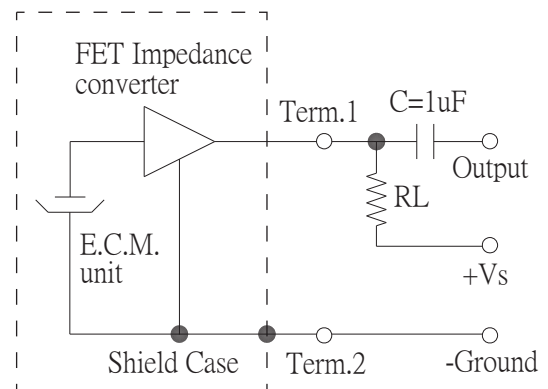 FET Impedance
converter
Term.1
C=1uF
Output
RL
E.C.M.
unit
+Vs
Shield Case
Term.2
-Ground